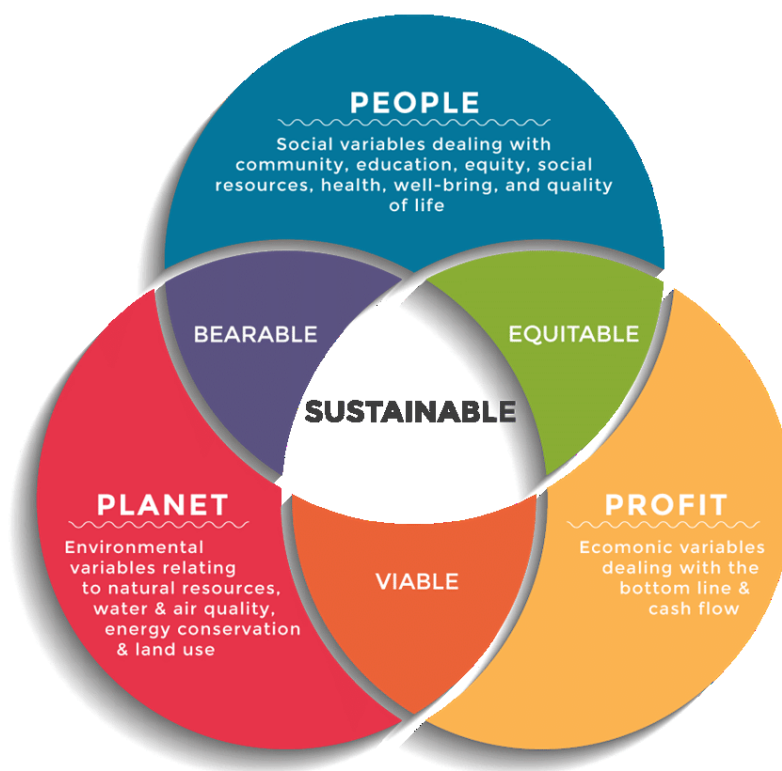 PEOPLE
Social variables dealing with
community, education, equity, social
resources, health, well-bring, and quality
of life
BEARABLE
EQUITABLE
SUSTAINABLE
PLANET
Environmental
variables relating
to natural resources,
water & air quality,
energy conservation
& land use
VIABLE
PROFIT
Ecomonic variables
dealing with the
bottom line &
cash flow